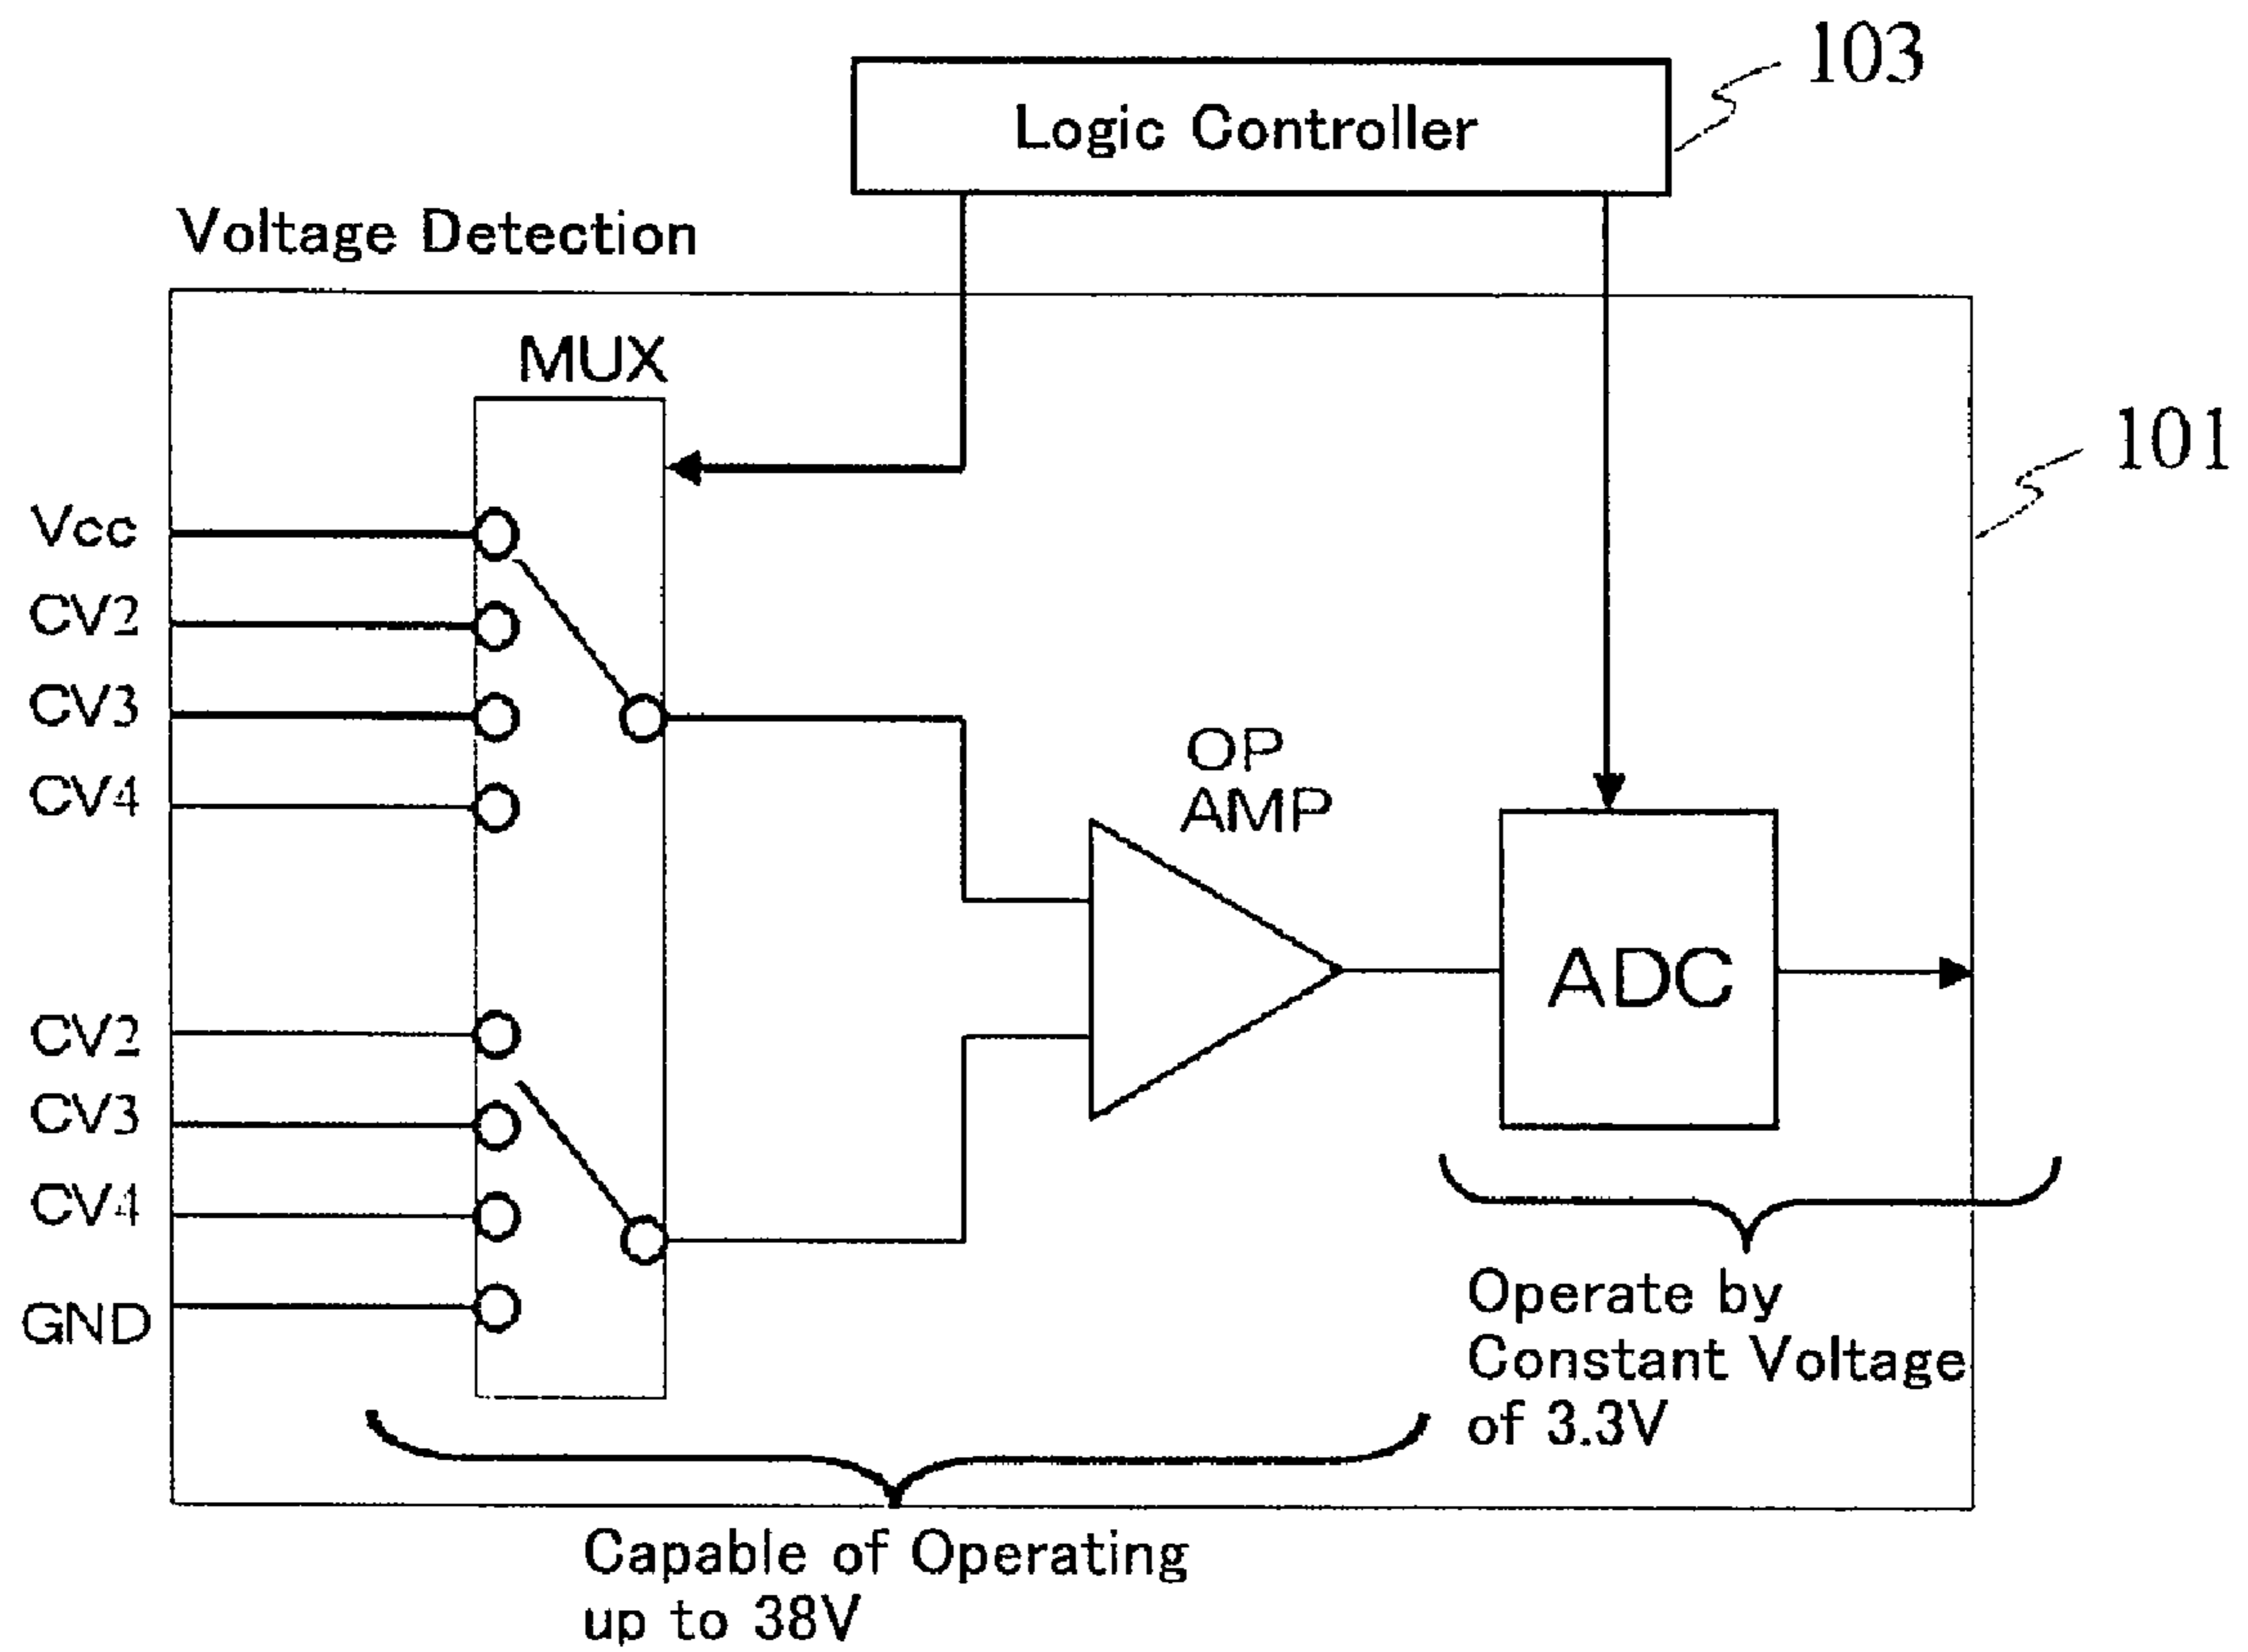 103
Logic Controller
Voltage Detection
MUX
101
Vcc
CV2
CV3
CV4
OP
AMP
ADC
CV2
CV3
CV4
GND
Operate by
Constant Voltage
of 3.3V
Capable of Operating
up to 38V